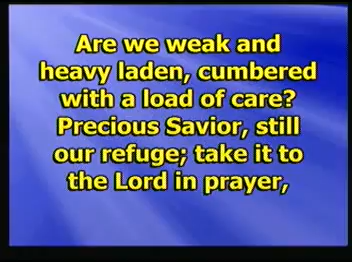 Are we weak and
heavy laden, cumbered
with a load of care?
Precious Savior, still
our refuge; take it to
the Lord in prayer,